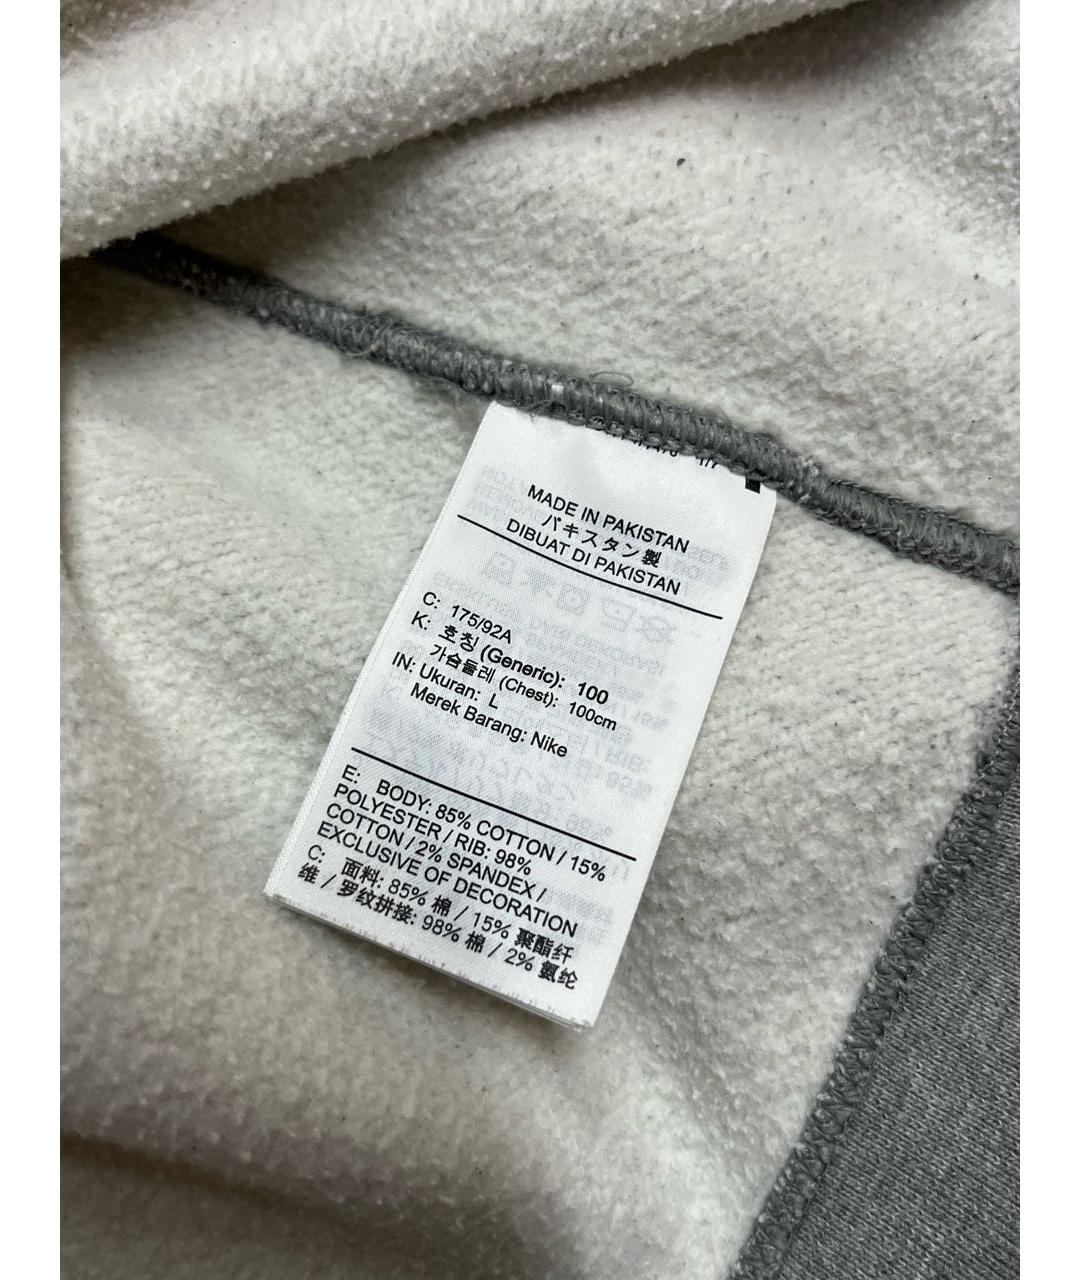 MADE IN PAKISTAN
パキスタン製
DIBUAT DI PAKISTAN
C: 175/92A
K: 호칭 (Generic): 100
가슴둘레 (Chest): 100cm
IN: Ukuran: L
Merek Barang: Nike
E: BODY: 85% COTTON / 15%
POLYESTER / RIB: 98%
COTTON / 2% SPANDEX /
EXCLUSIVE OF DECORATION
C: 面料: 85% 棉 / 15% 聚酯纤
维 / 罗纹拼接: 98% 棉 / 2% 氨纶